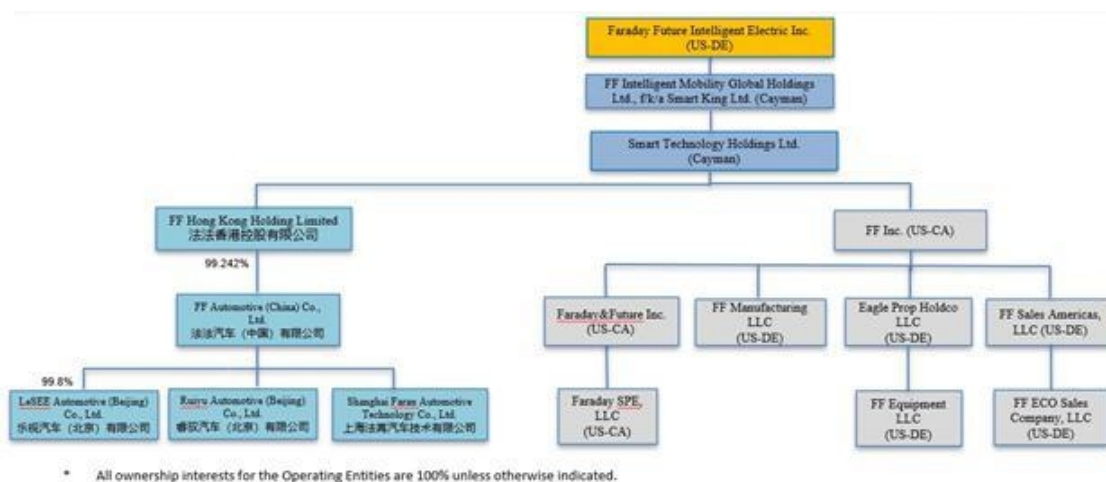 Faraday Future Intelligent Electric Inc.
(US-DE)
FF Intelligent Mobility Global Holdings
Ltd., f/k/a Smart King Ltd. (Cayman)
Smart Technology Holdings Ltd.
(Cayman)
FF Hong Kong Holding Limited
法法香港控股有限公司
FF Inc. (US-CA)
99.242%
FF Automotive (China) Co.,
Ltd.
法法汽车（中国）有限公司
Faraday&Future Inc.
(US-CA)
FF Manufacturing
LLC
(US-DE)
Eagle Prop Holdco
LLC
(US-DE)
FF Sales Americas,
LLC (US-DE)
99.8%
LeSEE Automotive (Beijing)
Co., Ltd.
乐视汽车（北京）有限公司
Ruiyu Automotive (Beijing)
Co., Ltd.
睿驭汽车（北京）有限公司
Shanghai Faran Automotive
Technology Co., Ltd.
上海法冉汽车技术有限公司
Faraday SPE,
LLC
(US-CA)
FF Equipment
LLC
(US-DE)
FF ECO Sales
Company, LLC
(US-DE)
* All ownership interests for the Operating Entities are 100% unless otherwise indicated.